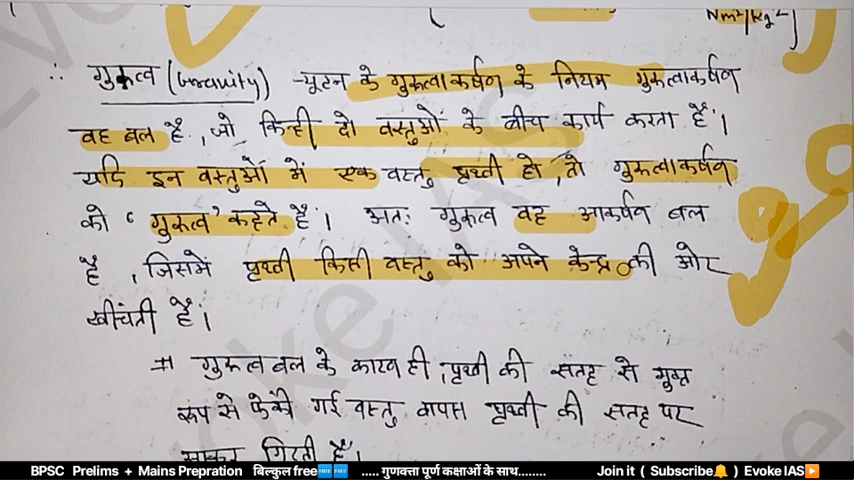 Nm²/kg²
∴ गुरुत्व (Gravity) न्यूटन के गुरुत्वाकर्षण के नियम गुरुत्वाकर्षण
वह बल है, जो किन्ही दो वस्तुओं के बीच कार्य करता है।
यदि इन वस्तुओं में एक वस्तु पृथ्वी हो, तो गुरुत्वाकर्षण
को 'गुरुत्व' कहते हैं। अतः गुरुत्व वह आकर्षण बल
है, जिसमें पृथ्वी किसी वस्तु को अपने केन्द्र की ओर
खींचती है।
# गुरुत्व बल के कारण ही, पृथ्वी की सतह से मुक्त
रूप से फेंकी गई वस्तु वापस पृथ्वी की सतह पर
आकर गिरती है।
BPSC Prelims + Mains Prepration बिल्कुल free🆓🆓 ..... गुणवत्ता पूर्ण कक्षाओं के साथ........ Join it ( Subscribe🔔 ) Evoke IAS▶️